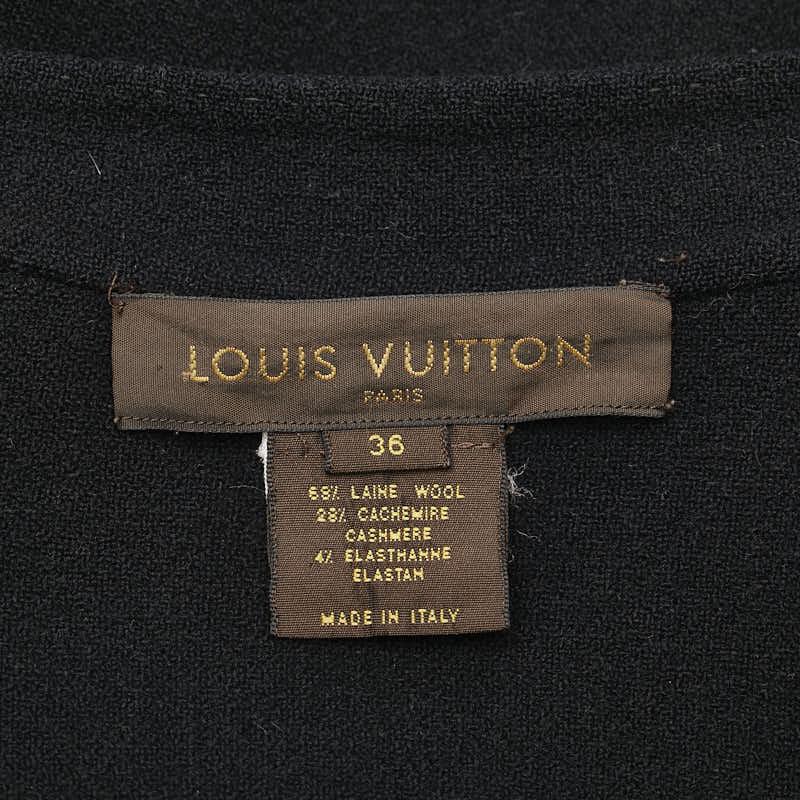 LOUIS VUITTON
PARIS
36
68% LAINE WOOL
28% CACHEMIRE
CASHMERE
4% ELASTHANNE
ELASTAN
MADE IN ITALY